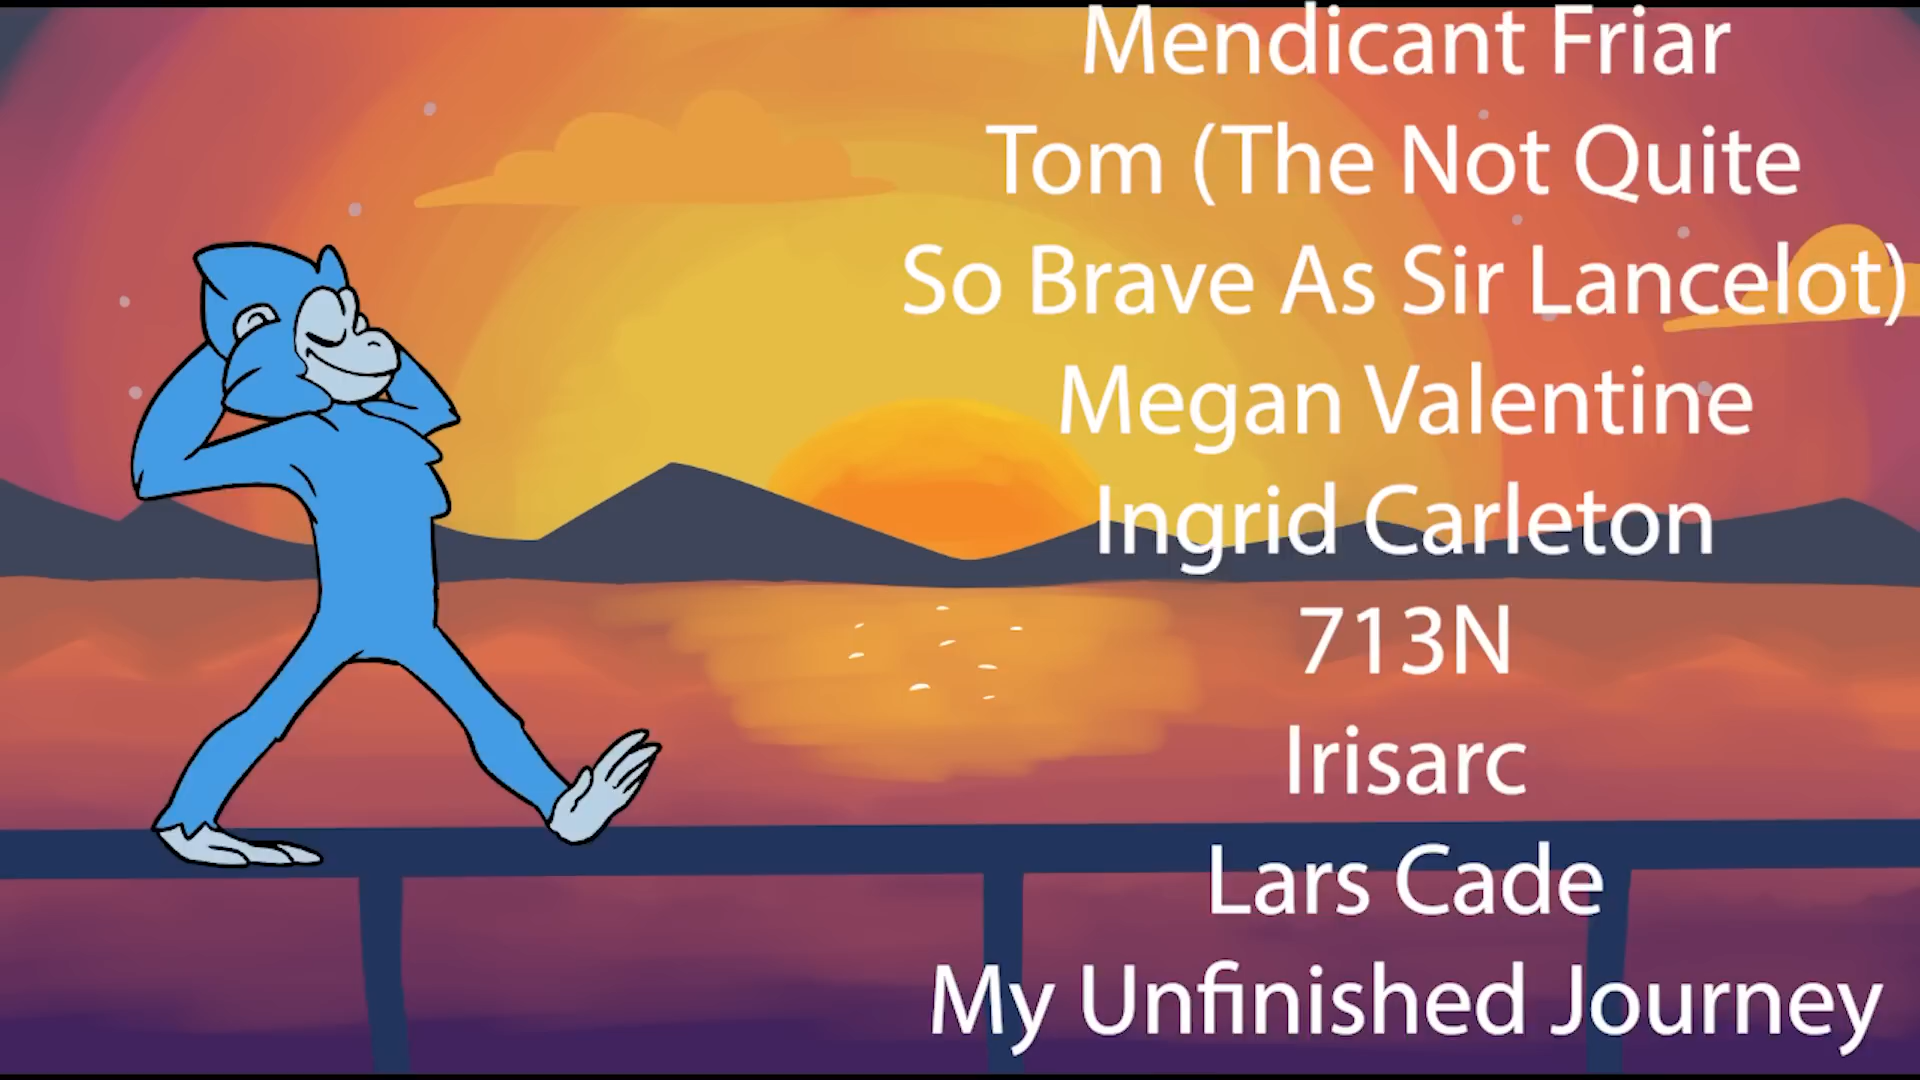 Mendicant Friar
Tom (The Not Quite
So Brave As Sir Lancelot)
Megan Valentine
Ingrid Carleton
713N
Irisarc
Lars Cade
My Unfinished Journey